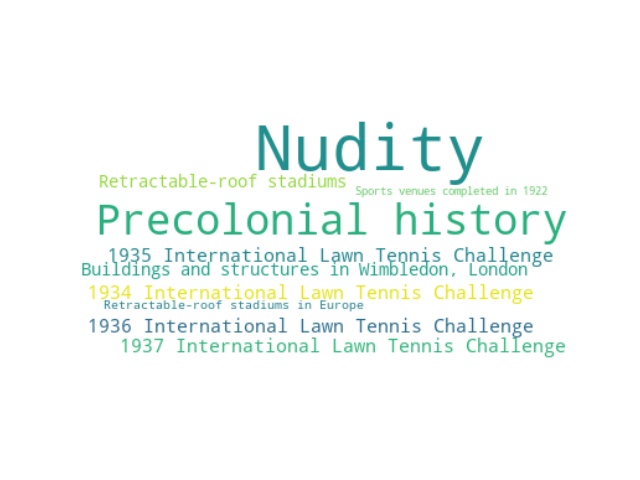 Nudity
Retractable-roof stadiums
Sports venues completed in 1922
Precolonial history
1935 International Lawn Tennis Challenge
Buildings and structures in Wimbledon, London
1934 International Lawn Tennis Challenge
Retractable-roof stadiums in Europe
1936 International Lawn Tennis Challenge
1937 International Lawn Tennis Challenge